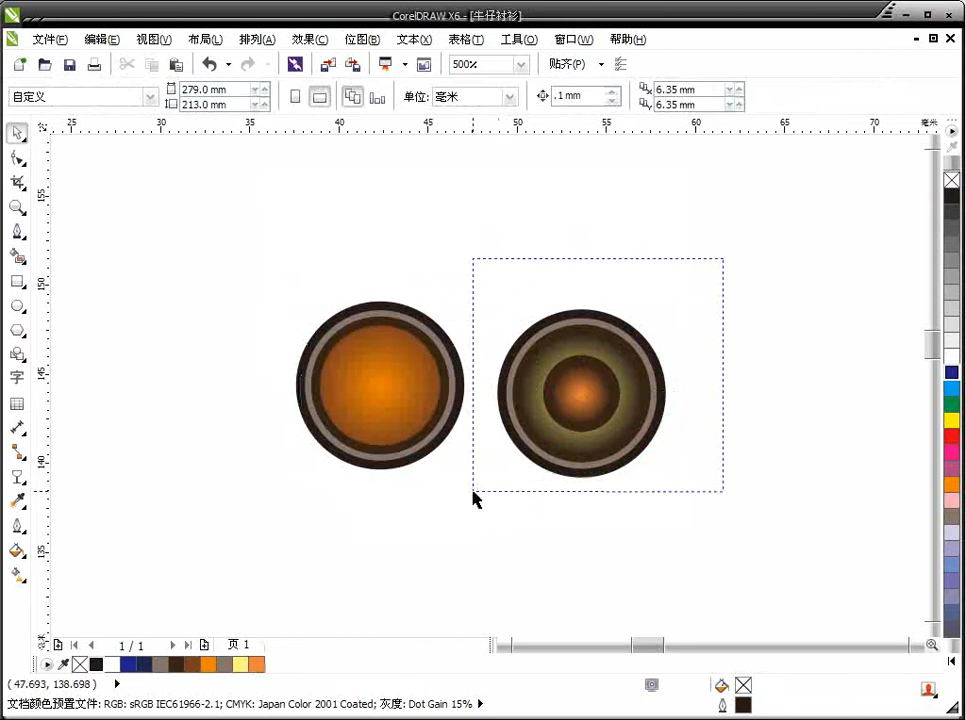 CorelDRAW X6 - [牛仔衬衫]
文件(F) 编辑(E) 视图(V) 布局(L) 排列(A) 效果(C) 位图(B) 文本(X) 表格(T) 工具(O) 窗口(W) 帮助(H)
500% 贴齐(P)
自定义 279.0 mm 213.0 mm 单位: 毫米 .1 mm 6.35 mm 6.35 mm
25 30 35 40 45 50 55 60 65 70 毫米
155
150
145
140
135
字
1 / 1 页 1
( 47.693, 138.698 )
文档颜色预置文件: RGB: sRGB IEC61966-2.1; CMYK: Japan Color 2001 Coated; 灰度: Dot Gain 15%